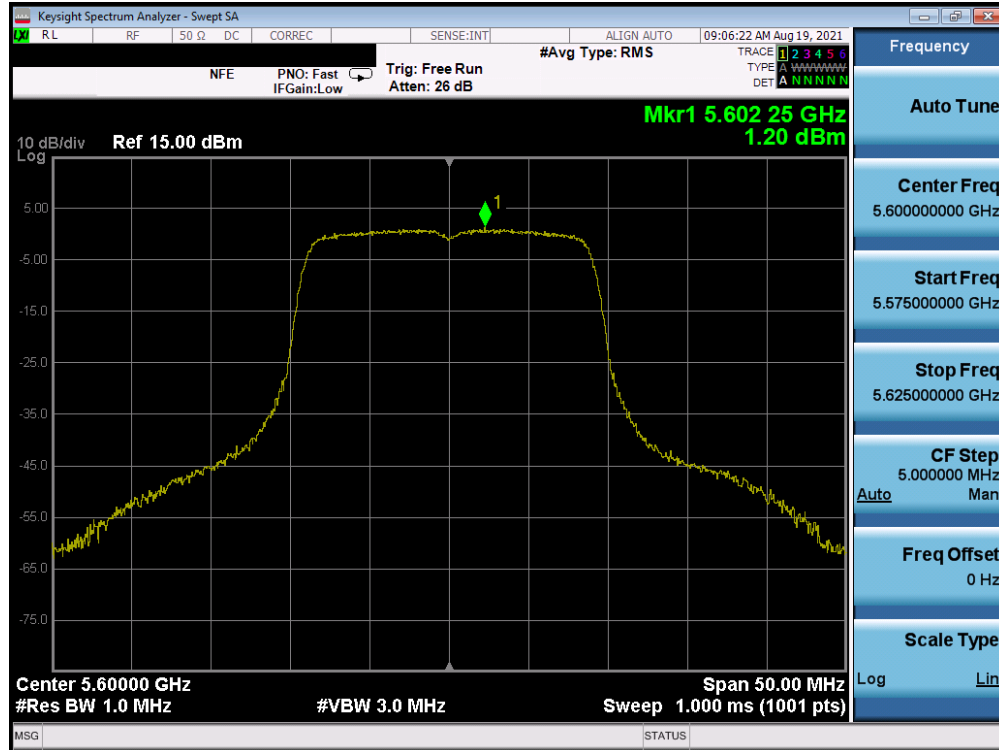 Keysight Spectrum Analyzer - Swept SA
LXI RL RF 50 Ω DC CORREC SENSE:INT ALIGN AUTO 09:06:22 AM Aug 19, 2021
#Avg Type: RMS TRACE 1 2 3 4 5 6
NFE PNO: Fast Trig: Free Run TYPE A WWWWW
IFGain:Low Atten: 26 dB DET A N N N N N
Mkr1 5.602 25 GHz
1.20 dBm
10 dB/div Ref 15.00 dBm
Log
1
5.00
-5.00
-15.0
-25.0
-35.0
-45.0
-55.0
-65.0
-75.0
Center 5.60000 GHz Span 50.00 MHz
#Res BW 1.0 MHz #VBW 3.0 MHz Sweep 1.000 ms (1001 pts)
MSG STATUS
Frequency
Auto Tune
Center Freq
5.600000000 GHz
Start Freq
5.575000000 GHz
Stop Freq
5.625000000 GHz
CF Step
5.000000 MHz
Auto Man
Freq Offset
0 Hz
Scale Type
Log Lin